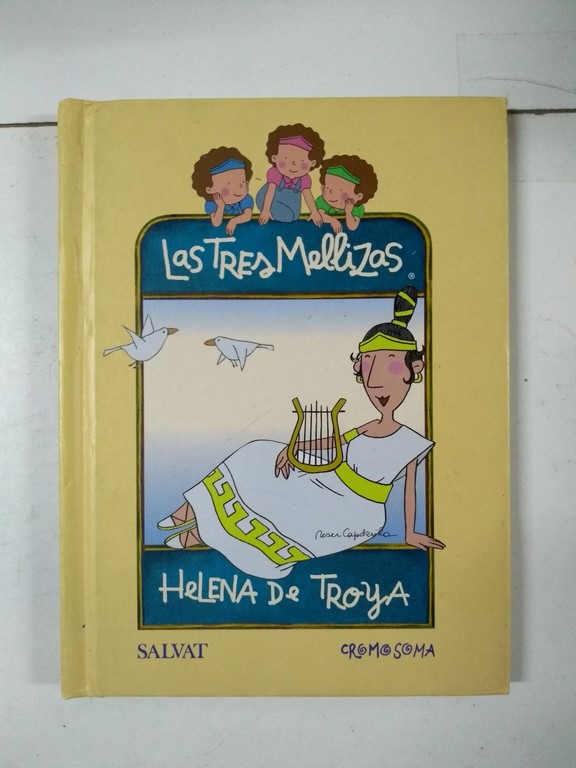 Las Tres Mellizas ®
Roser Capdevila
Helena de Troya
SALVAT
CROMOSOMA